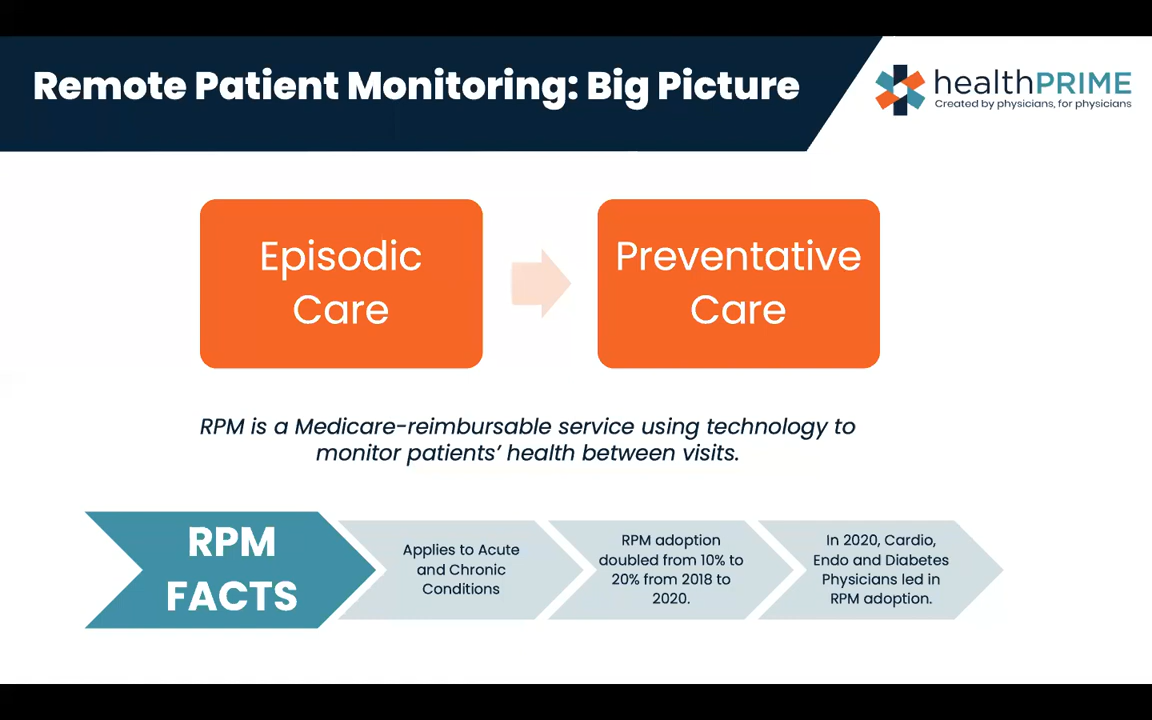 Remote Patient Monitoring: Big Picture
healthPRIME
Created by physicians, for physicians
Episodic
Care
Preventative
Care
RPM is a Medicare-reimbursable service using technology to
monitor patients’ health between visits.
RPM
FACTS
Applies to Acute
and Chronic
Conditions
RPM adoption
doubled from 10% to
20% from 2018 to
2020.
In 2020, Cardio,
Endo and Diabetes
Physicians led in
RPM adoption.